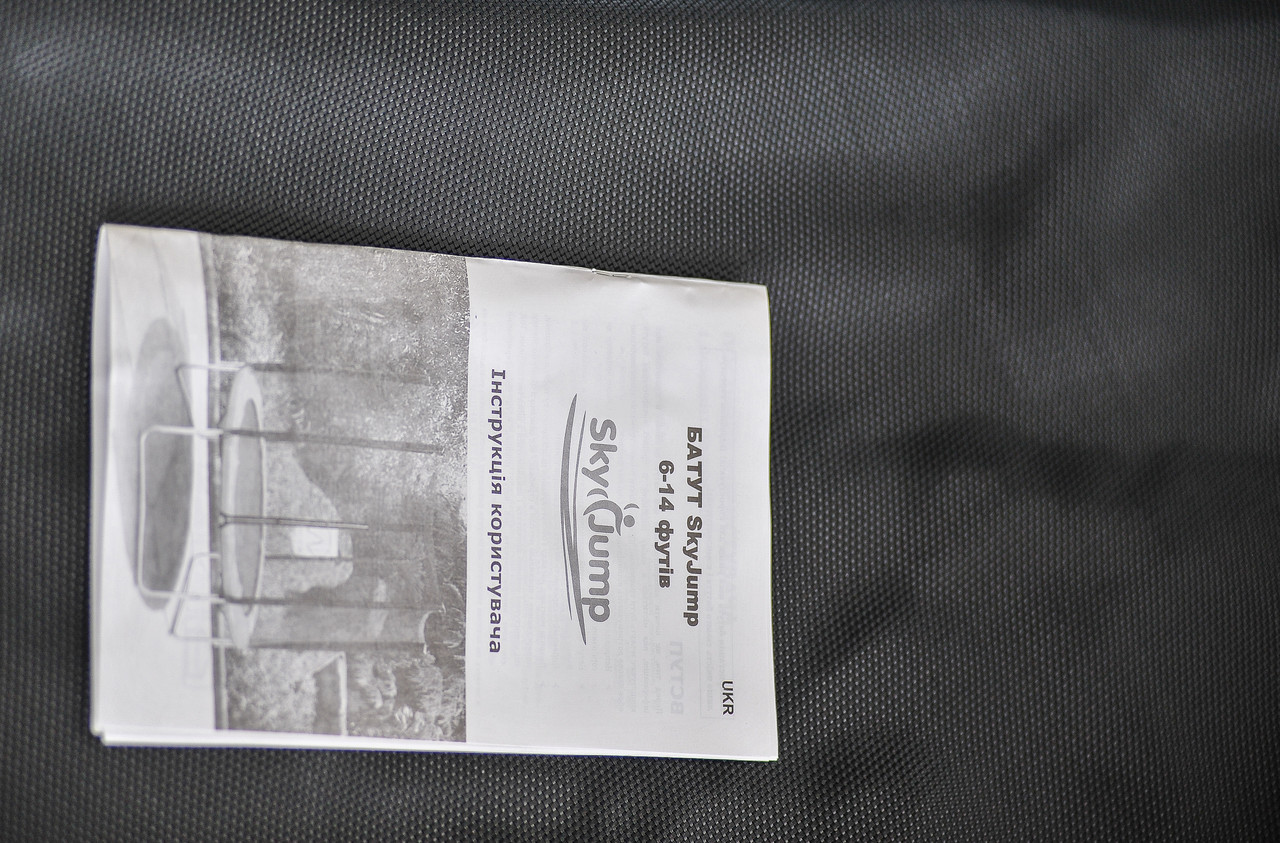 UKR
БАТУТ SkyJump
6-14 футів
SkyJump
Інструкція користувача